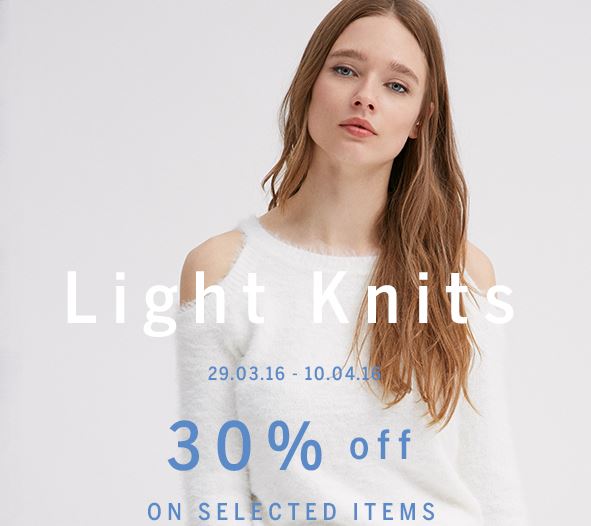 Light Knits
29.03.16 - 10.04.16
30% off
ON SELECTED ITEMS